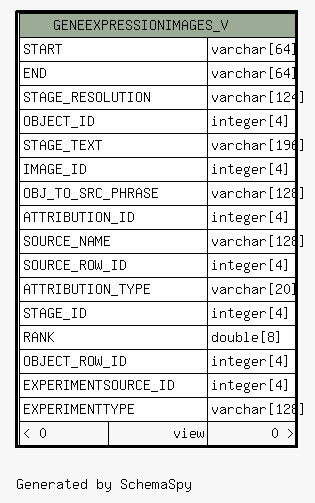 GENEEXPRESSIONIMAGES_V
START varchar[64]
END varchar[64]
STAGE_RESOLUTION varchar[124]
OBJECT_ID integer[4]
STAGE_TEXT varchar[196]
IMAGE_ID integer[4]
OBJ_TO_SRC_PHRASE varchar[128]
ATTRIBUTION_ID integer[4]
SOURCE_NAME varchar[128]
SOURCE_ROW_ID integer[4]
ATTRIBUTION_TYPE varchar[20]
STAGE_ID integer[4]
RANK double[8]
OBJECT_ROW_ID integer[4]
EXPERIMENTSOURCE_ID integer[4]
EXPERIMENTTYPE varchar[128]
< 0 view 0 >
Generated by SchemaSpy